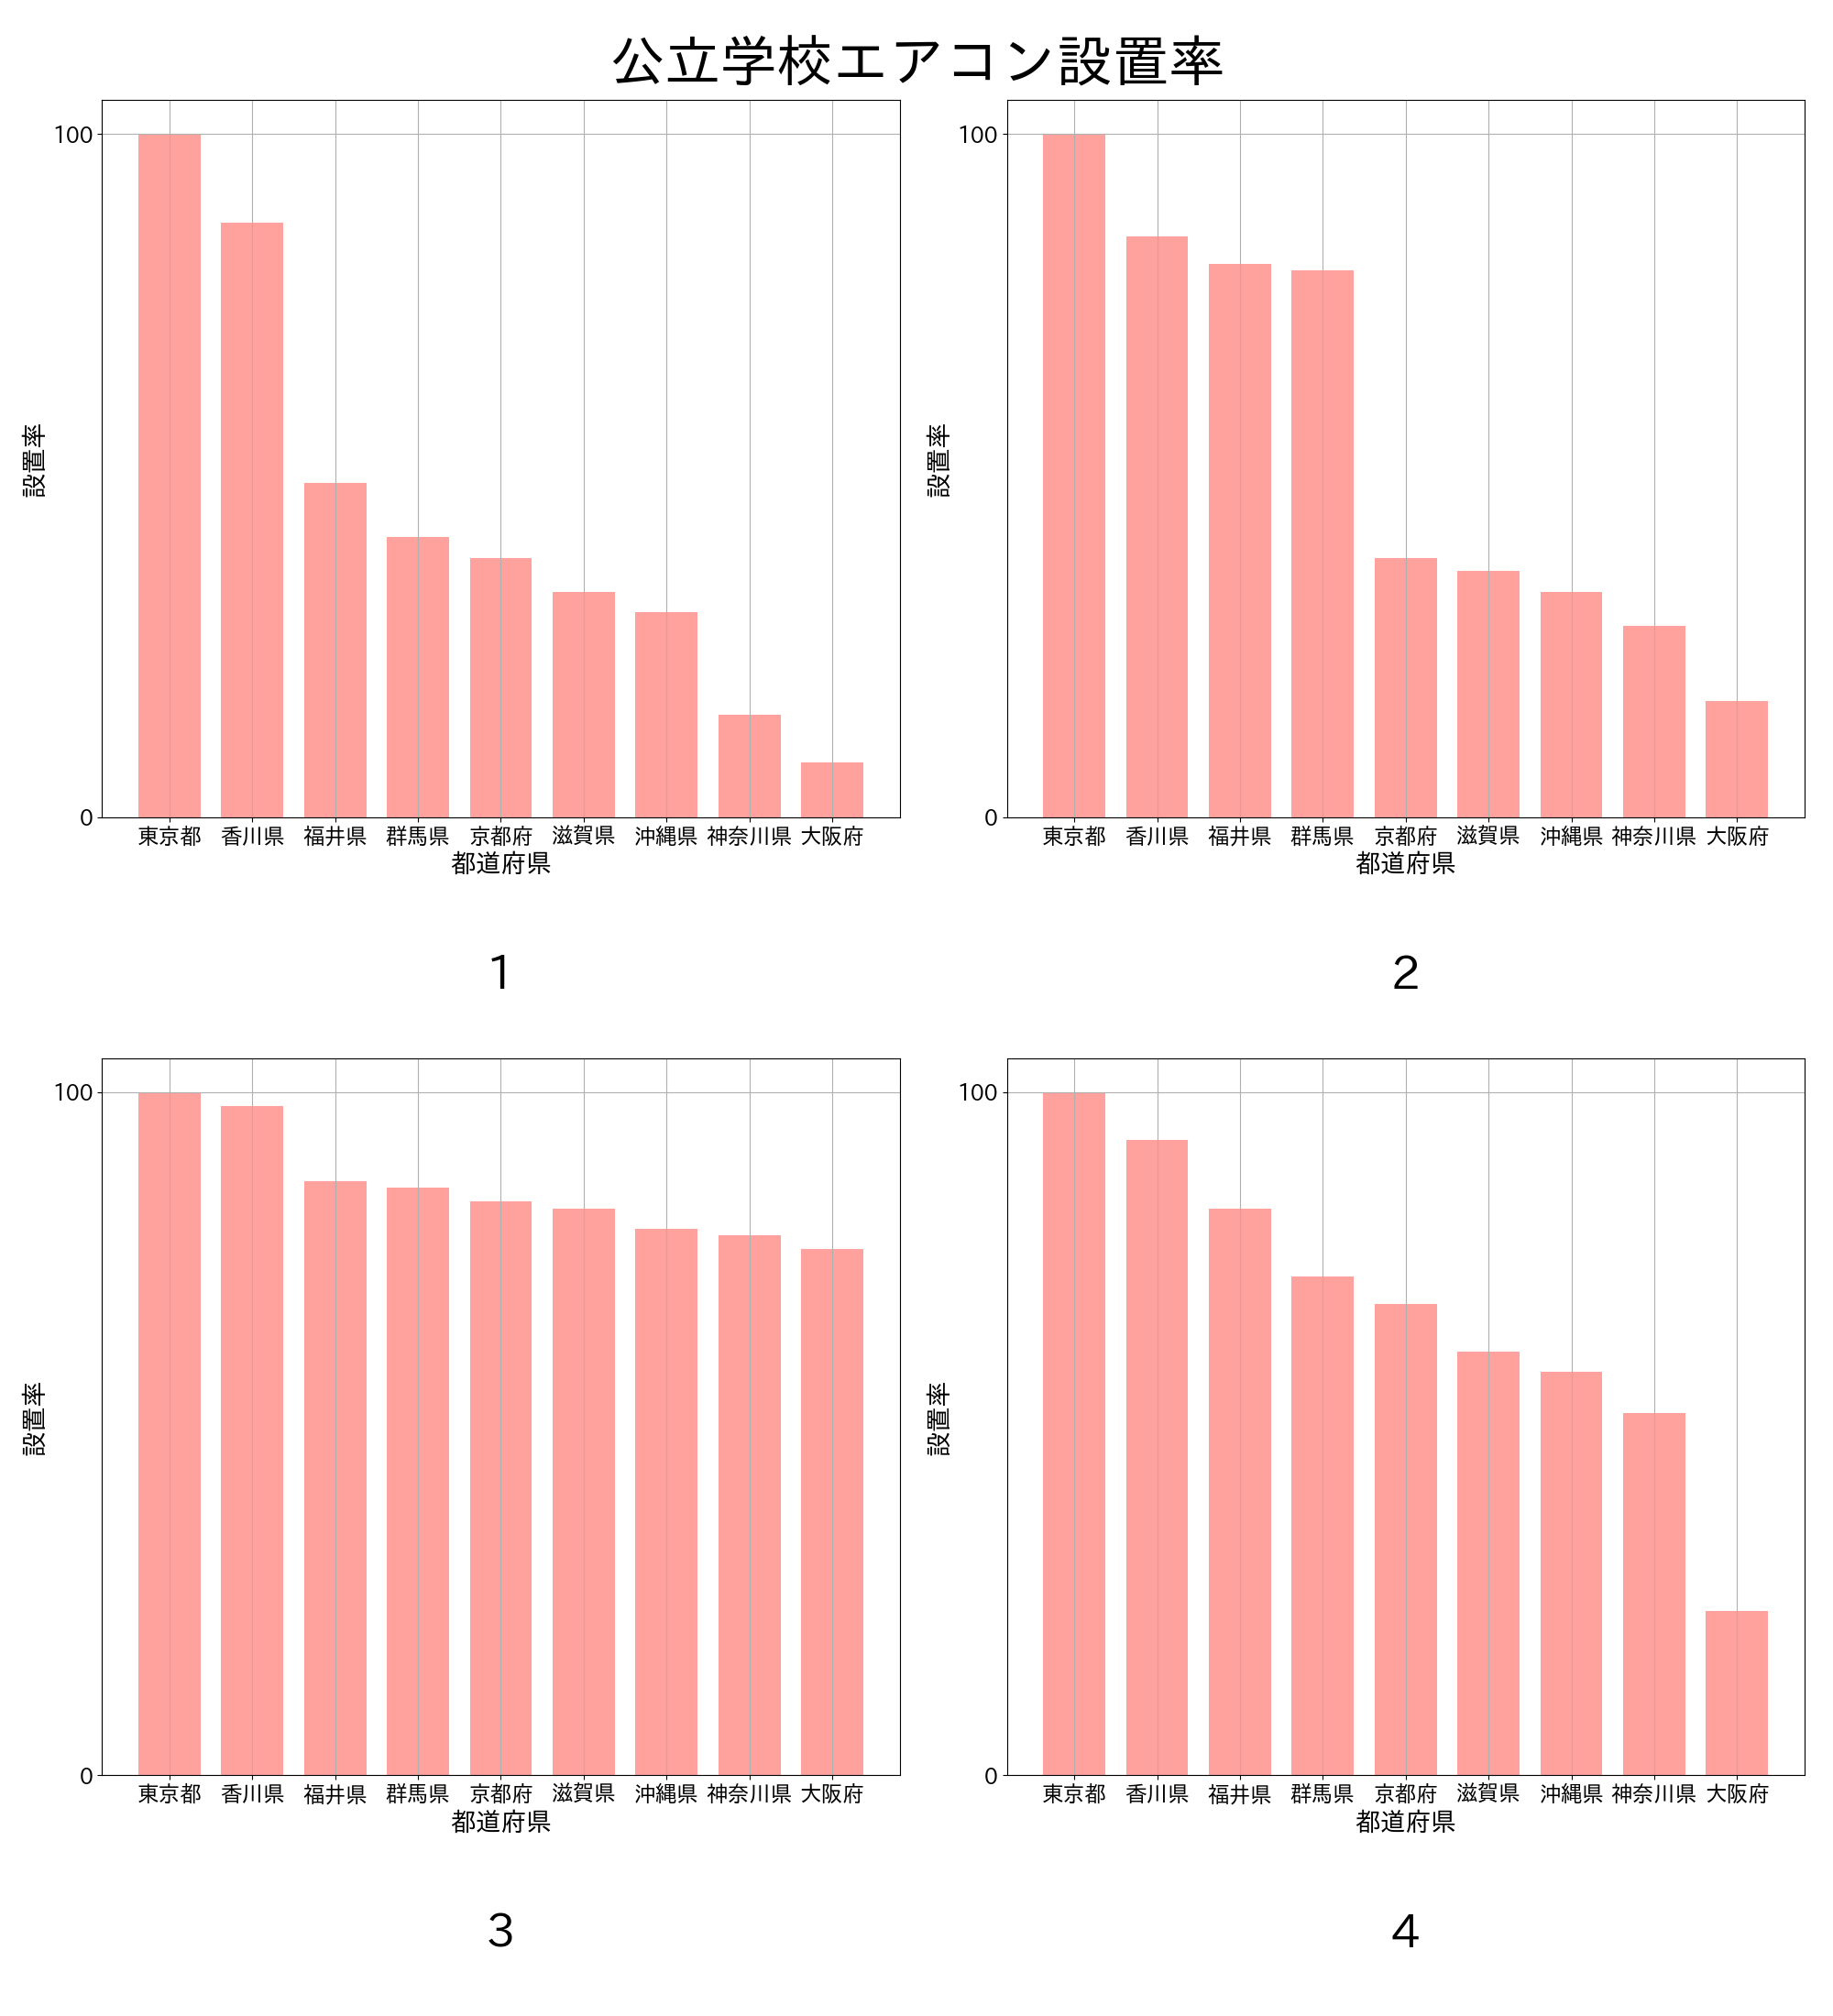 公立学校エアコン設置率
100
設置率
0
東京都 香川県 福井県 群馬県 京都府 滋賀県 沖縄県 神奈川県 大阪府
都道府県
1
100
設置率
0
東京都 香川県 福井県 群馬県 京都府 滋賀県 沖縄県 神奈川県 大阪府
都道府県
2
100
設置率
0
東京都 香川県 福井県 群馬県 京都府 滋賀県 沖縄県 神奈川県 大阪府
都道府県
3
100
設置率
0
東京都 香川県 福井県 群馬県 京都府 滋賀県 沖縄県 神奈川県 大阪府
都道府県
4